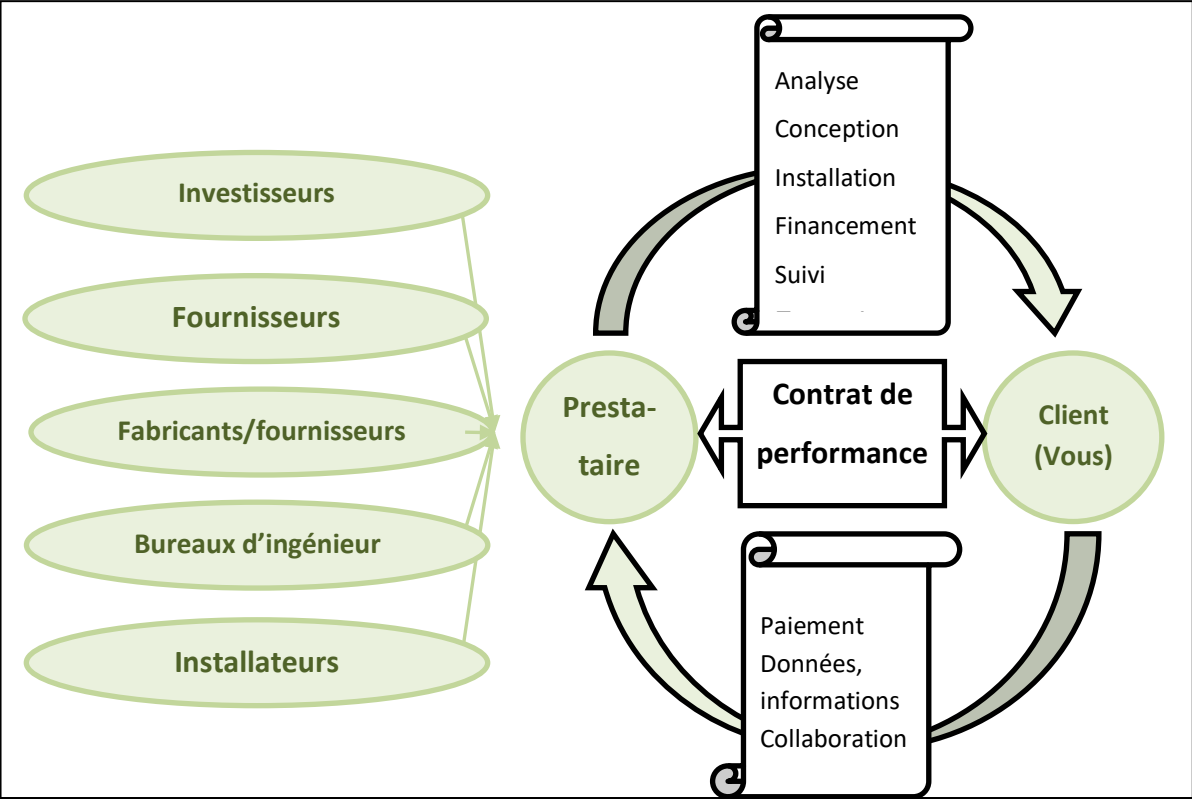 Investisseurs
Fournisseurs
Fabricants/fournisseurs
Bureaux d'ingénieur
Installateurs
Presta-
taire
Analyse
Conception
Installation
Financement
Suivi
Contrat de
performance
Client
(Vous)
Paiement
Données,
informations
Collaboration